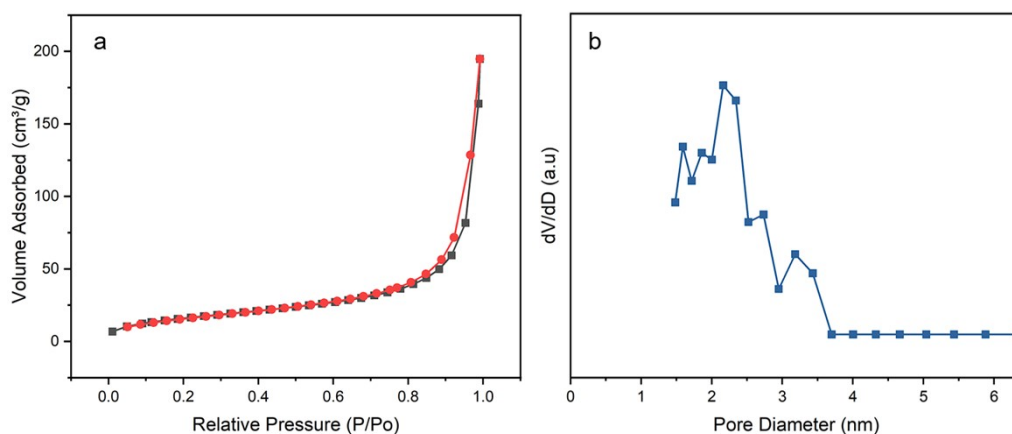 a
200
150
100
50
0
Volume Adsorbed (cm³/g)
0.0 0.2 0.4 0.6 0.8 1.0
Relative Pressure (P/Po)
b
dV/dD (a.u)
0 1 2 3 4 5 6
Pore Diameter (nm)